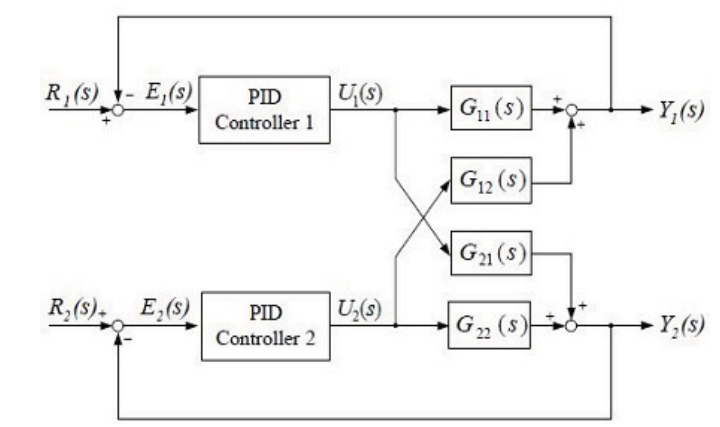 R₁(s) − E₁(s) PID Controller 1 U₁(s) G₁₁(s) + Y₁(s)
+ +
G₁₂(s)
G₂₁(s)
R₂(s) + E₂(s) PID Controller 2 U₂(s) G₂₂(s) + + Y₂(s)
−